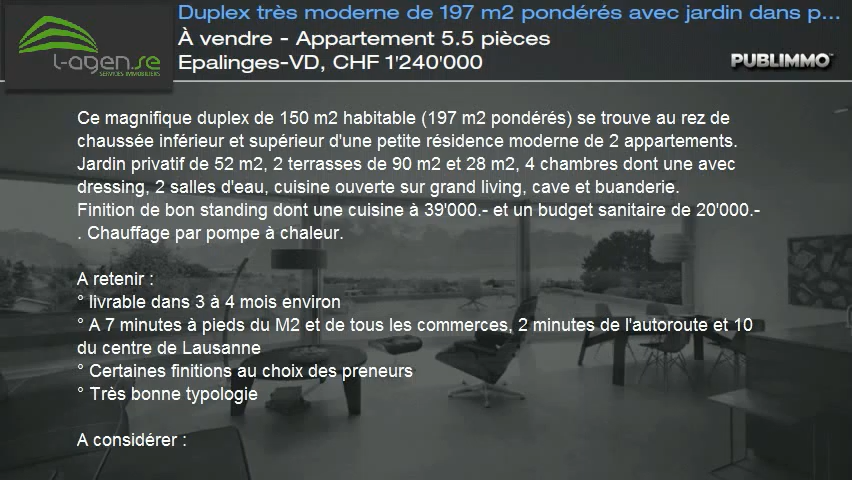 Duplex très moderne de 197 m2 pondérés avec jardin dans p...
À vendre - Appartement 5.5 pièces
Epalinges-VD, CHF 1'240'000
l-agen.se
SERVICES IMMOBILIERS
PUBLIMMO
Ce magnifique duplex de 150 m2 habitable (197 m2 pondérés) se trouve au rez de
chaussée inférieur et supérieur d'une petite résidence moderne de 2 appartements.
Jardin privatif de 52 m2, 2 terrasses de 90 m2 et 28 m2, 4 chambres dont une avec
dressing, 2 salles d'eau, cuisine ouverte sur grand living, cave et buanderie.
Finition de bon standing dont une cuisine à 39'000.- et un budget sanitaire de 20'000.-
. Chauffage par pompe à chaleur.
A retenir :
° livrable dans 3 à 4 mois environ
° A 7 minutes à pieds du M2 et de tous les commerces, 2 minutes de l'autoroute et 10
du centre de Lausanne
° Certaines finitions au choix des preneurs
° Très bonne typologie
A considérer :